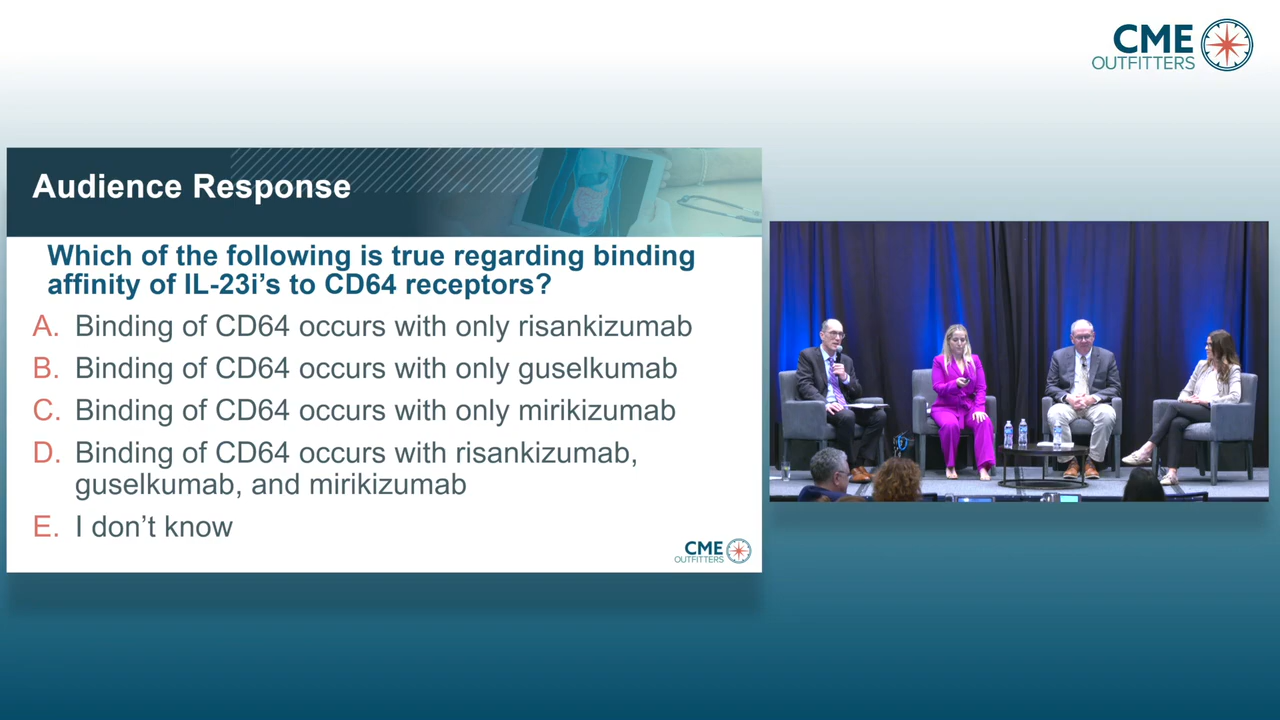 CME
OUTFITTERS
Audience Response
Which of the following is true regarding binding
affinity of IL-23i’s to CD64 receptors?
A. Binding of CD64 occurs with only risankizumab
B. Binding of CD64 occurs with only guselkumab
C. Binding of CD64 occurs with only mirikizumab
D. Binding of CD64 occurs with risankizumab,
guselkumab, and mirikizumab
E. I don’t know
CME
OUTFITTERS